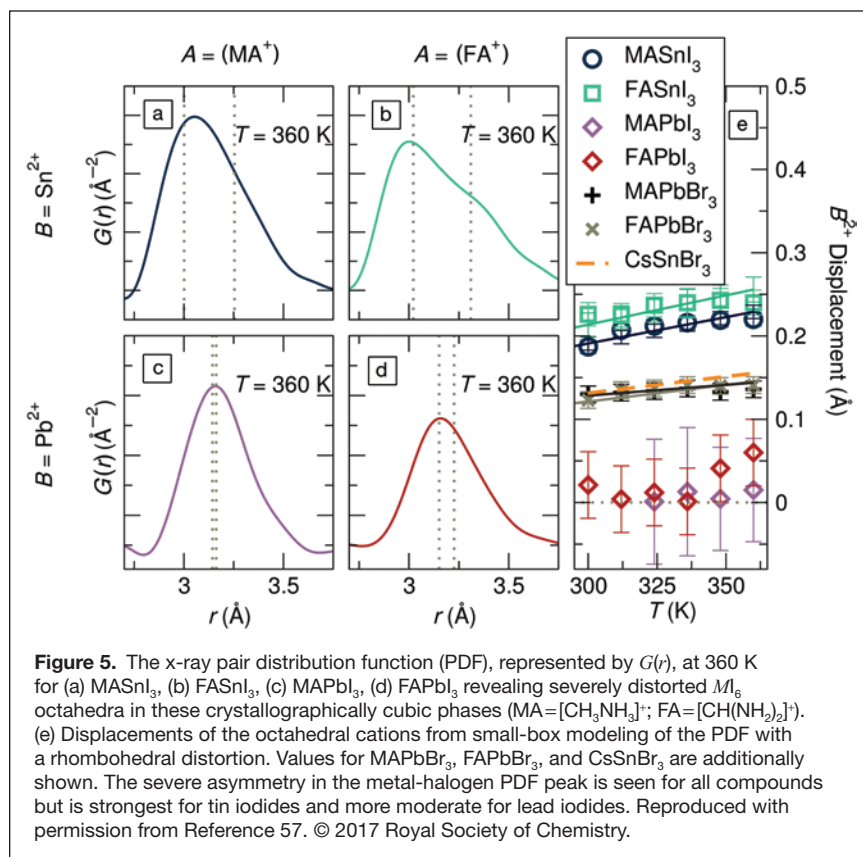 A = (MA⁺)
A = (FA⁺)
B = Sn²⁺
G(r) (Å⁻²)
a
T = 360 K
b
T = 360 K
MASnI₃
FASnI₃
MAPbI₃
FAPbI₃
MAPbBr₃
FAPbBr₃
CsSnBr₃
e
0.5
0.4
0.3
0.2
0.1
0
B²⁺ Displacement (Å)
B = Pb²⁺
G(r) (Å⁻²)
c
T = 360 K
d
T = 360 K
3
3.5
3
3.5
300
325
350
r (Å)
r (Å)
T (K)
Figure 5. The x-ray pair distribution function (PDF), represented by G(r), at 360 K
for (a) MASnI₃, (b) FASnI₃, (c) MAPbI₃, (d) FAPbI₃ revealing severely distorted MI₆
octahedra in these crystallographically cubic phases (MA=[CH₃NH₃]⁺; FA=[CH(NH₂)₂]⁺).
(e) Displacements of the octahedral cations from small-box modeling of the PDF with
a rhombohedral distortion. Values for MAPbBr₃, FAPbBr₃, and CsSnBr₃ are additionally
shown. The severe asymmetry in the metal-halogen PDF peak is seen for all compounds
but is strongest for tin iodides and more moderate for lead iodides. Reproduced with
permission from Reference 57. © 2017 Royal Society of Chemistry.